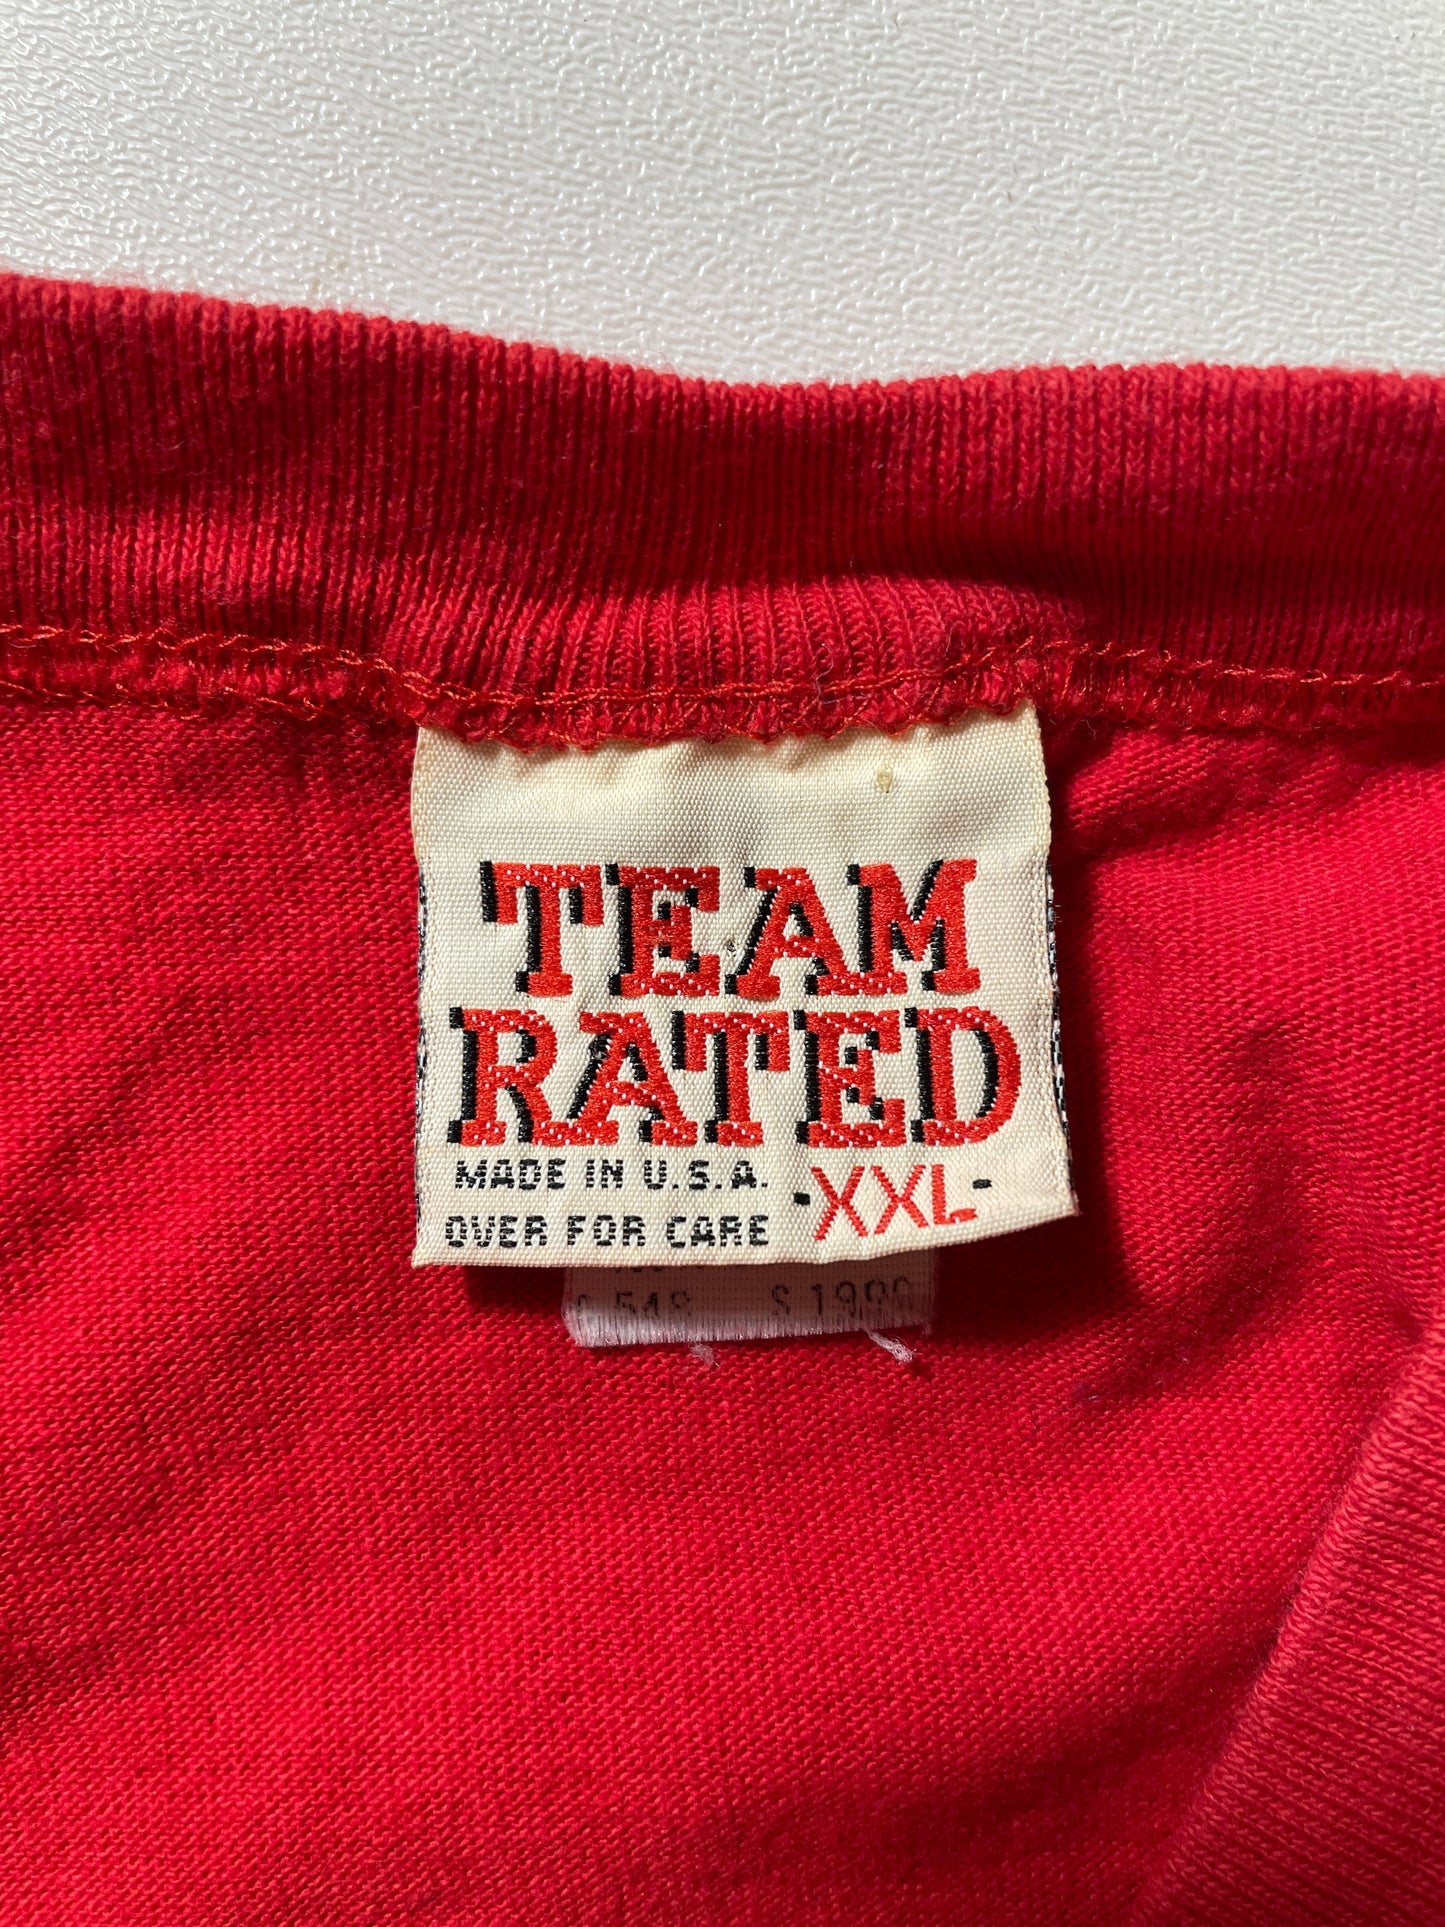 TEAM
RATED
MADE IN U.S.A.
OVER FOR CARE
-XXL-